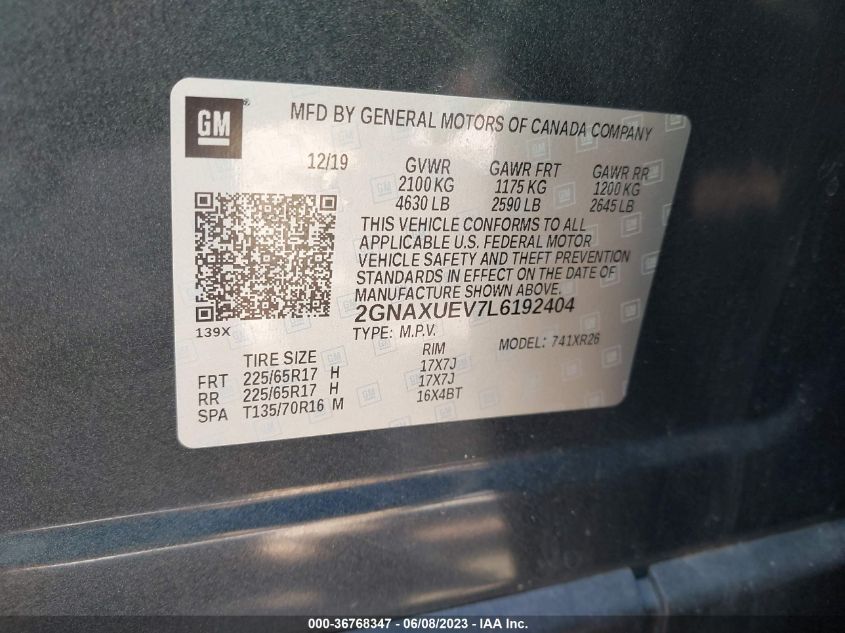 GM
MFD BY GENERAL MOTORS OF CANADA COMPANY
12/19 GVWR GAWR FRT GAWR RR
2100 KG 1175 KG 1200 KG
4630 LB 2590 LB 2645 LB
THIS VEHICLE CONFORMS TO ALL
APPLICABLE U.S. FEDERAL MOTOR
VEHICLE SAFETY AND THEFT PREVENTION
STANDARDS IN EFFECT ON THE DATE OF
MANUFACTURE SHOWN ABOVE.
2GNAXUEV7L6192404
139X
TYPE: M.P.V. MODEL: 741XR26
TIRE SIZE RIM
FRT 225/65R17 H 17X7J
RR 225/65R17 H 17X7J
SPA T135/70R16 M 16X4BT
000-36768347 - 06/08/2023 - IAA Inc.